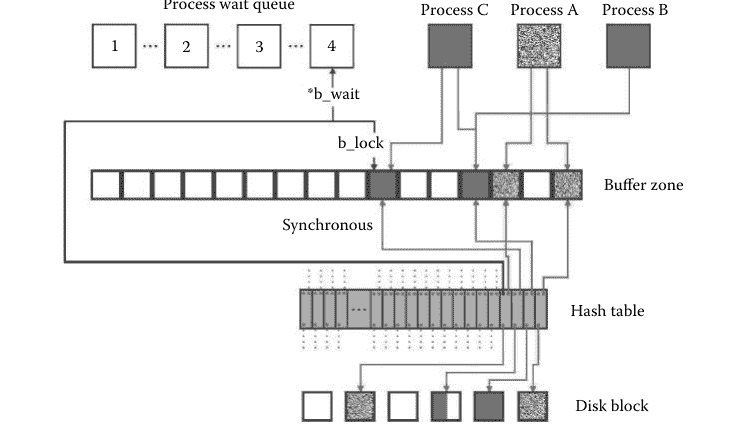 Process wait queue
Process C
Process A
Process B
1 ... 2 ... 3 ... 4
*b_wait
b_lock
Buffer zone
Synchronous
Hash table
...
Disk block